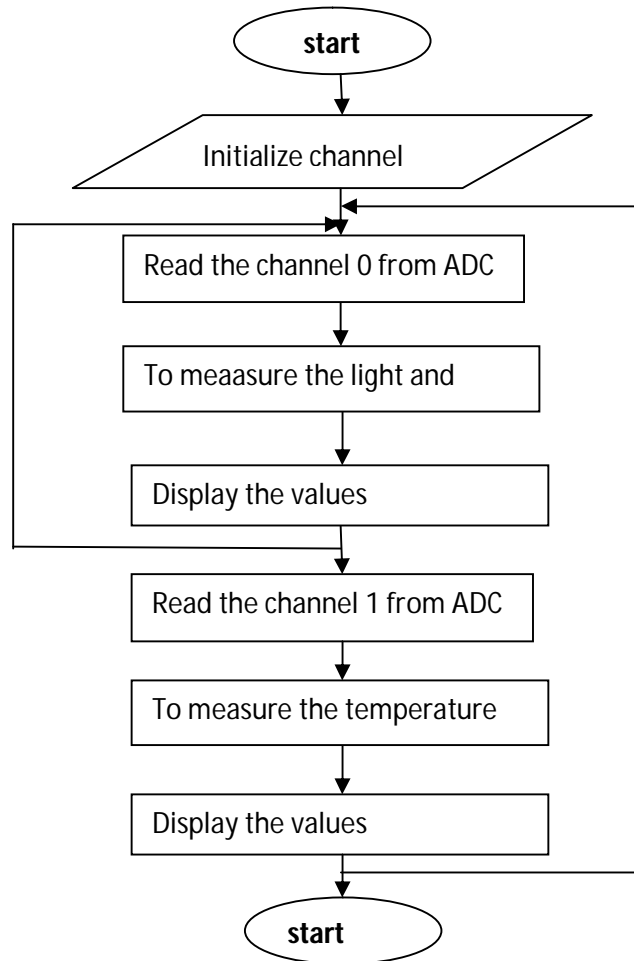 start
Initialize channel
Read the channel 0 from ADC
To meaasure the light and
Display the values
Read the channel 1 from ADC
To measure the temperature
Display the values
start